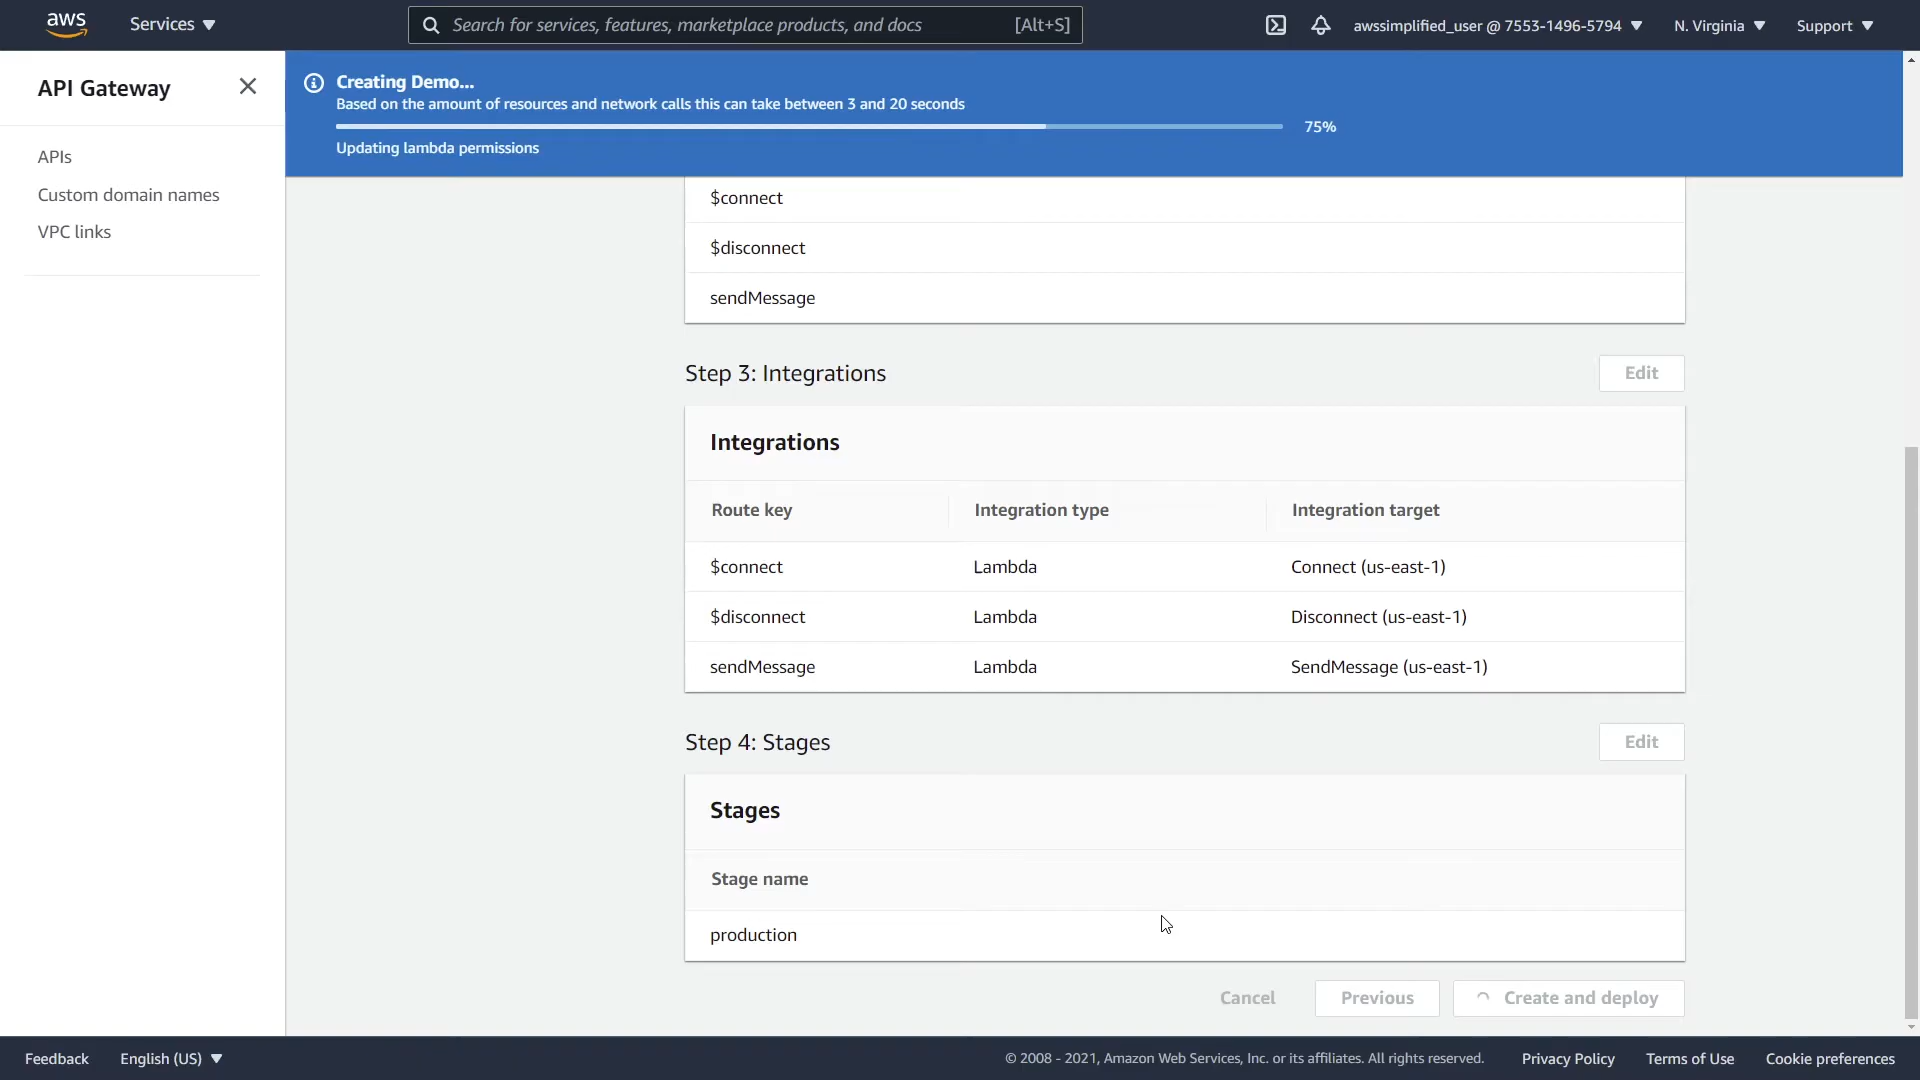 aws
Services
Search for services, features, marketplace products, and docs
[Alt+S]
awssimplified_user @ 7553-1496-5794
N. Virginia
Support
API Gateway
APIs
Custom domain names
VPC links
Creating Demo...
Based on the amount of resources and network calls this can take between 3 and 20 seconds
75%
Updating lambda permissions
$connect
$disconnect
sendMessage
Step 3: Integrations
Edit
Integrations
Route key Integration type Integration target
$connect Lambda Connect (us-east-1)
$disconnect Lambda Disconnect (us-east-1)
sendMessage Lambda SendMessage (us-east-1)
Step 4: Stages
Edit
Stages
Stage name
production
Cancel
Previous
Create and deploy
Feedback
English (US)
© 2008 - 2021, Amazon Web Services, Inc. or its affiliates. All rights reserved.
Privacy Policy
Terms of Use
Cookie preferences